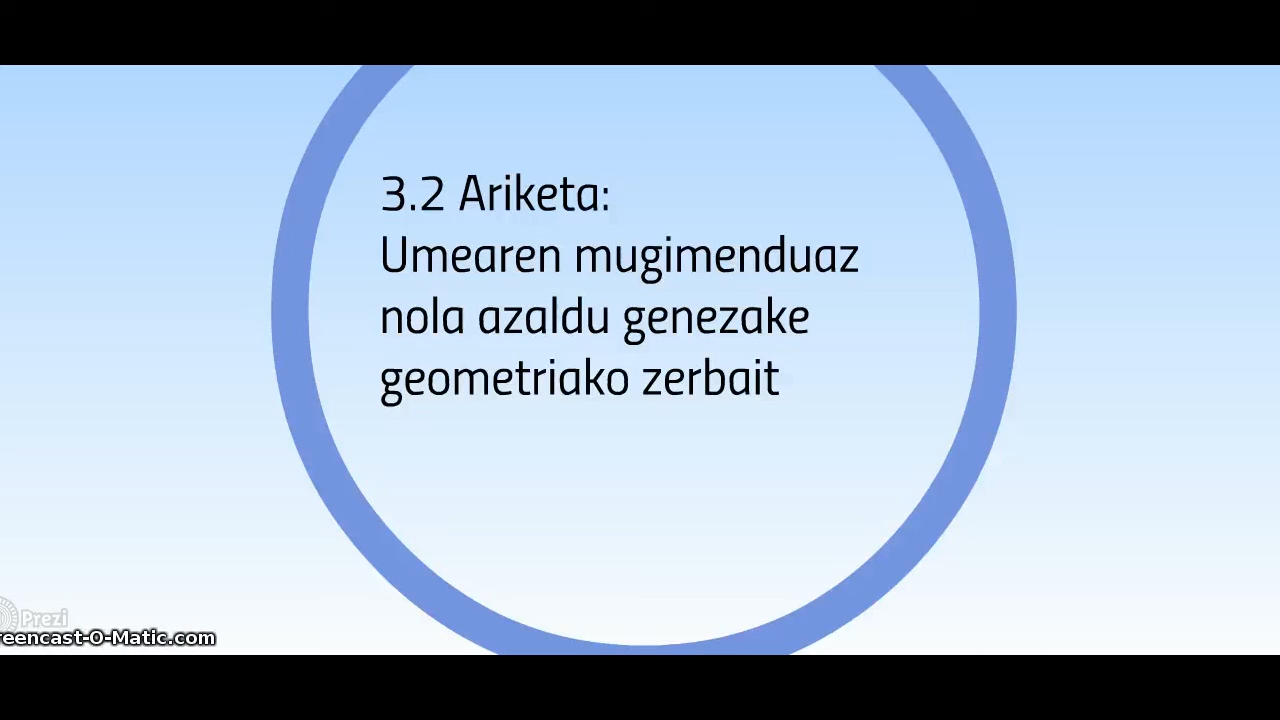 3.2 Ariketa:
Umearen mugimenduaz
nola azaldu genezake
geometriako zerbait
Prezi
reencast-O-Matic.com